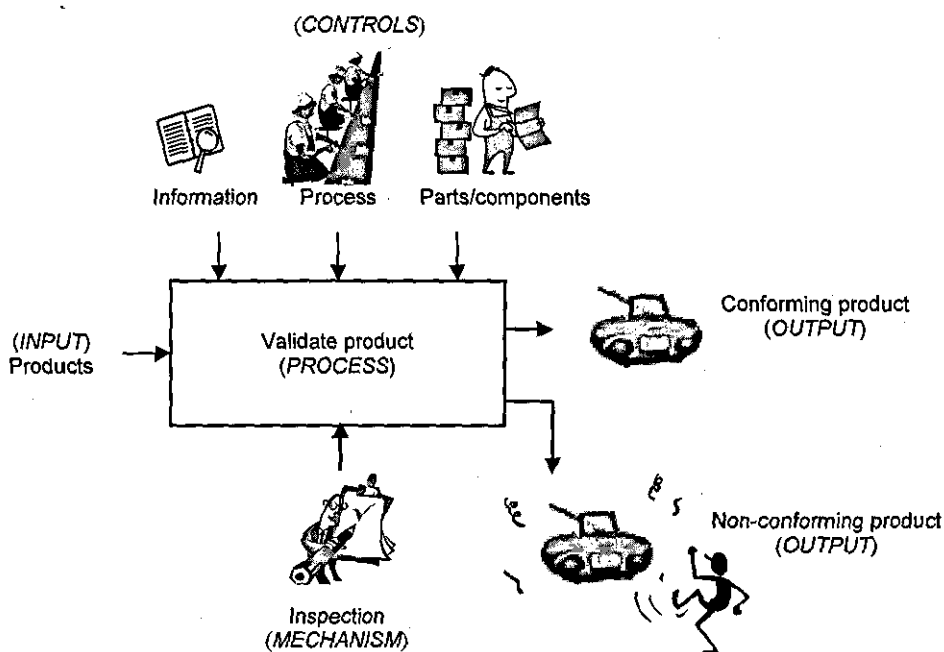 (CONTROLS)
Information
Process
Parts/components
(INPUT)
Products
Validate product
(PROCESS)
Conforming product
(OUTPUT)
Non-conforming product
(OUTPUT)
Inspection
(MECHANISM)